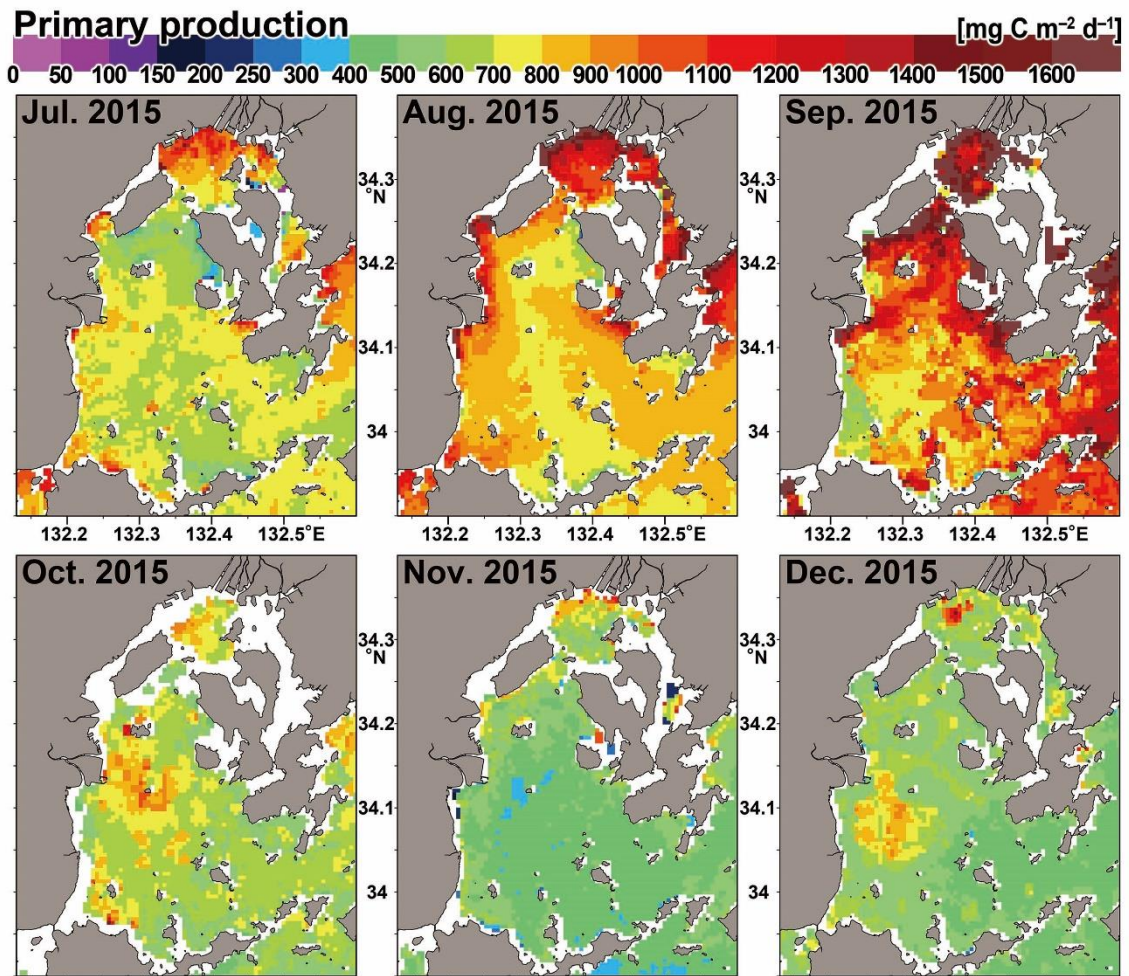 Primary production [mg C m⁻² d⁻¹]
0 50 100 150 200 250 300 400 500 600 700 800 900 1000 1100 1200 1300 1400 1500 1600
Jul. 2015 Aug. 2015 Sep. 2015
34.3 34.3
°N °N
34.2 34.2
34.1 34.1
34 34
132.2 132.3 132.4 132.5°E 132.2 132.3 132.4 132.5°E 132.2 132.3 132.4 132.5°E
Oct. 2015 Nov. 2015 Dec. 2015
34.3 34.3
°N °N
34.2 34.2
34.1 34.1
34 34